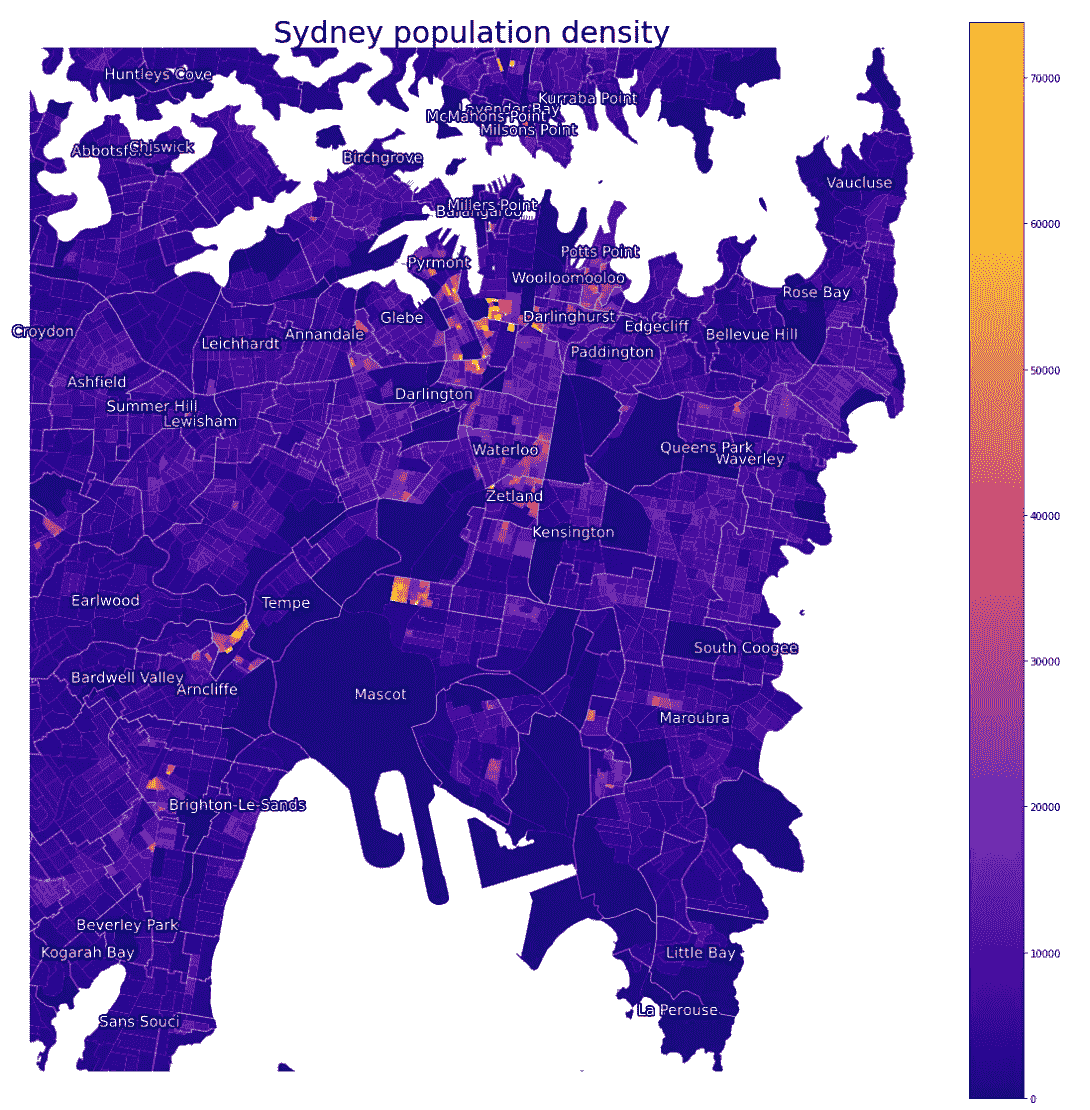 Sydney population density
Huntleys Cove
Kurraba Point
Lavender Bay
McMahons Point
Milsons Point
Abbotsford
Chiswick
Birchgrove
Vaucluse
Millers Point
Barangaroo
Potts Point
Pyrmont
Woolloomooloo
Rose Bay
Glebe
Darlinghurst
Edgecliff
Croydon
Annandale
Bellevue Hill
Leichhardt
Paddington
Ashfield
Darlington
Summer Hill
Lewisham
Waterloo
Queens Park
Waverley
Zetland
Kensington
Earlwood
Tempe
South Coogee
Bardwell Valley
Arncliffe
Mascot
Maroubra
Brighton-Le-Sands
Beverley Park
Kogarah Bay
Little Bay
La Perouse
Sans Souci
70000
60000
50000
40000
30000
20000
10000
0